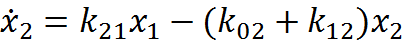 ẋ₂ = k₂₁x₁ − (k₀₂ + k₁₂)x₂